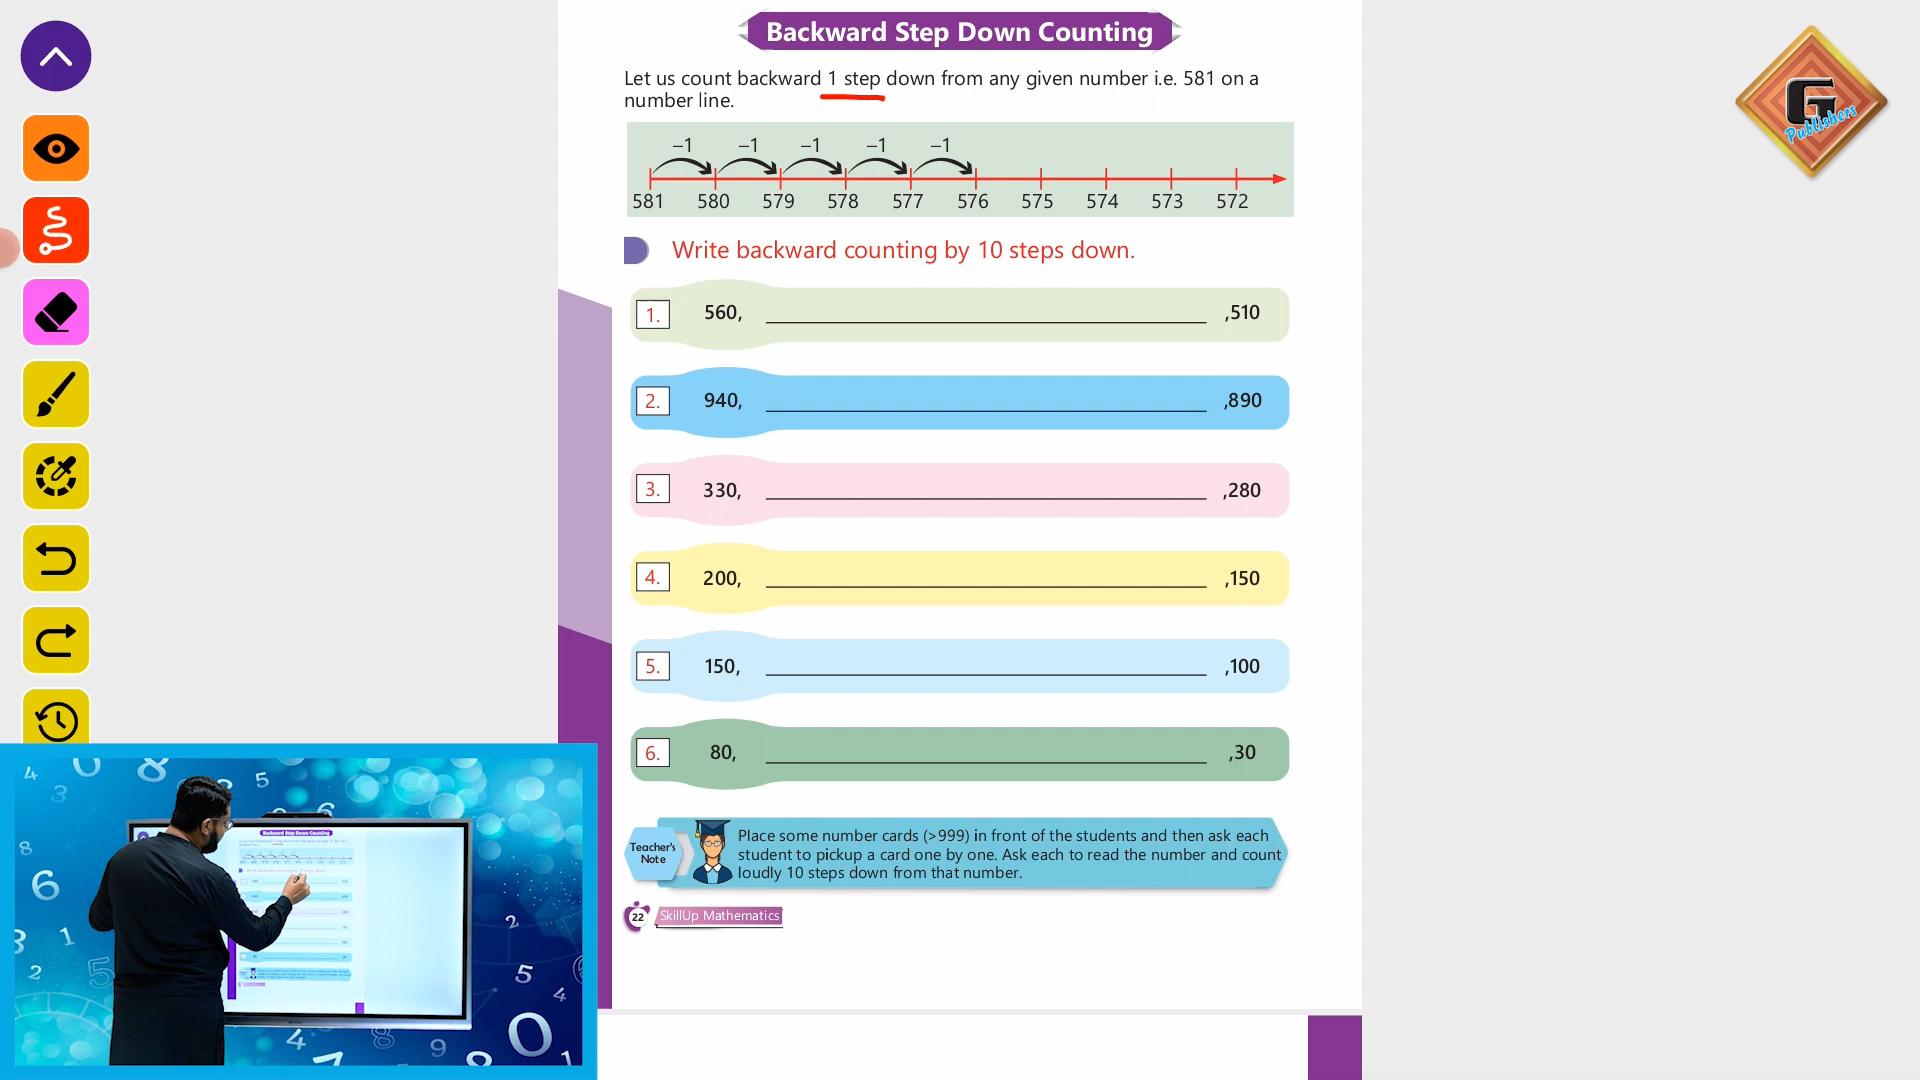 Backward Step Down Counting
Let us count backward 1 step down from any given number i.e. 581 on a
number line.
–1 –1 –1 –1 –1
581 580 579 578 577 576 575 574 573 572
Write backward counting by 10 steps down.
1. 560, ,510
2. 940, ,890
3. 330, ,280
4. 200, ,150
5. 150, ,100
6. 80, ,30
Teacher's
Note
Place some number cards (>999) in front of the students and then ask each
student to pickup a card one by one. Ask each to read the number and count
loudly 10 steps down from that number.
22 SkillUp Mathematics
G
Publishers
Backward Step Down Counting